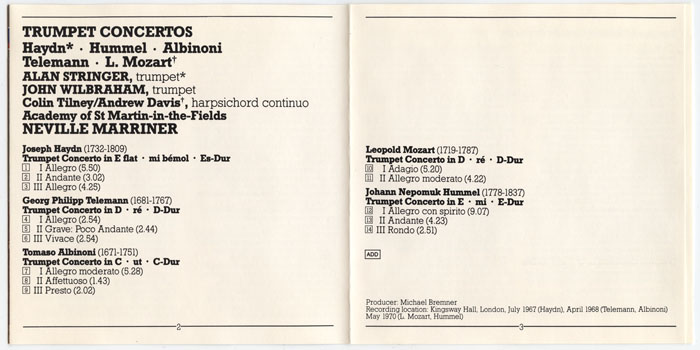 TRUMPET CONCERTOS
Haydn* · Hummel · Albinoni
Telemann · L. Mozart†
ALAN STRINGER, trumpet*
JOHN WILBRAHAM, trumpet
Colin Tilney/Andrew Davis†, harpsichord continuo
Academy of St Martin-in-the-Fields
NEVILLE MARRINER
Joseph Haydn (1732-1809)
Trumpet Concerto in E flat · mi bémol · Es-Dur
1 I Allegro (5.50)
2 II Andante (3.02)
3 III Allegro (4.25)
Georg Philipp Telemann (1681-1767)
Trumpet Concerto in D · ré · D-Dur
4 I Allegro (2.54)
5 II Grave: Poco Andante (2.44)
6 III Vivace (2.54)
Tomaso Albinoni (1671-1751)
Trumpet Concerto in C · ut · C-Dur
7 I Allegro moderato (5.28)
8 II Affettuoso (1.43)
9 III Presto (2.02)
2
Leopold Mozart (1719-1787)
Trumpet Concerto in D · ré · D-Dur
10 I Adagio (5.20)
11 II Allegro moderato (4.22)
Johann Nepomuk Hummel (1778-1837)
Trumpet Concerto in E · mi · E-Dur
12 I Allegro con spirito (9.07)
13 II Andante (4.23)
14 III Rondo (2.51)
ADD
Producer: Michael Bremner
Recording location: Kingsway Hall, London, July 1967 (Haydn), April 1968 (Telemann, Albinoni)
May 1970 (L. Mozart, Hummel)
3